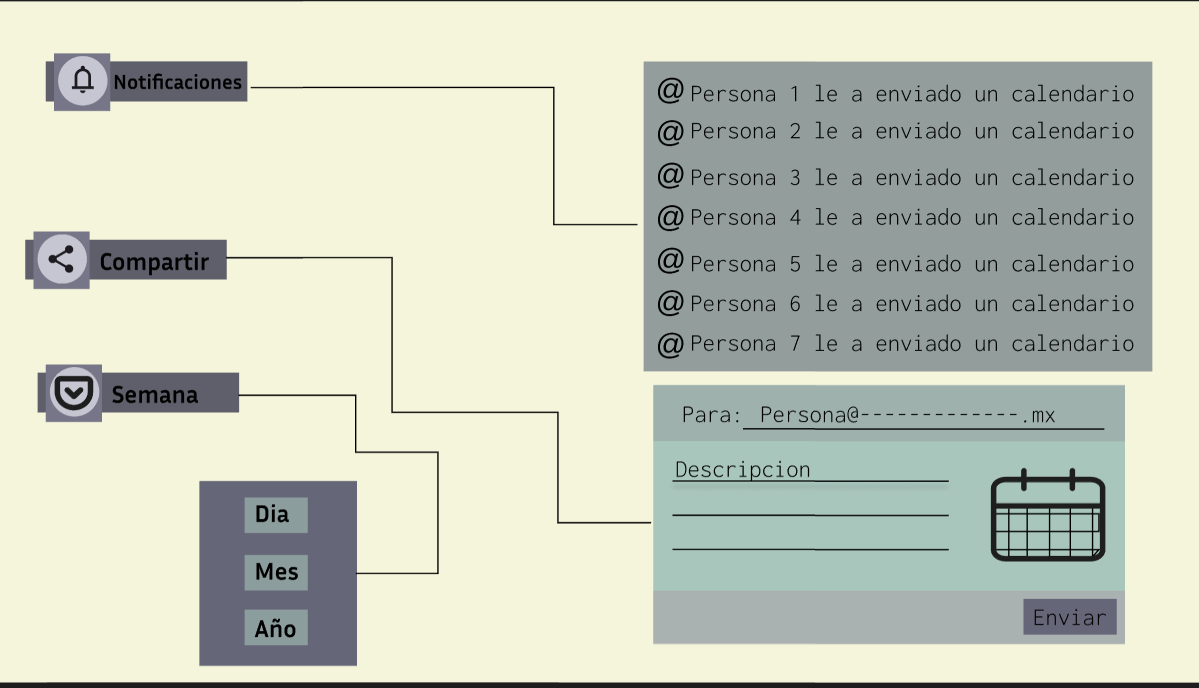 Notificaciones
@ Persona 1 le a enviado un calendario
@ Persona 2 le a enviado un calendario
@ Persona 3 le a enviado un calendario
@ Persona 4 le a enviado un calendario
@ Persona 5 le a enviado un calendario
@ Persona 6 le a enviado un calendario
@ Persona 7 le a enviado un calendario
Compartir
Para: Persona@-------------.mx
Descripcion
Enviar
Semana
Dia
Mes
Año